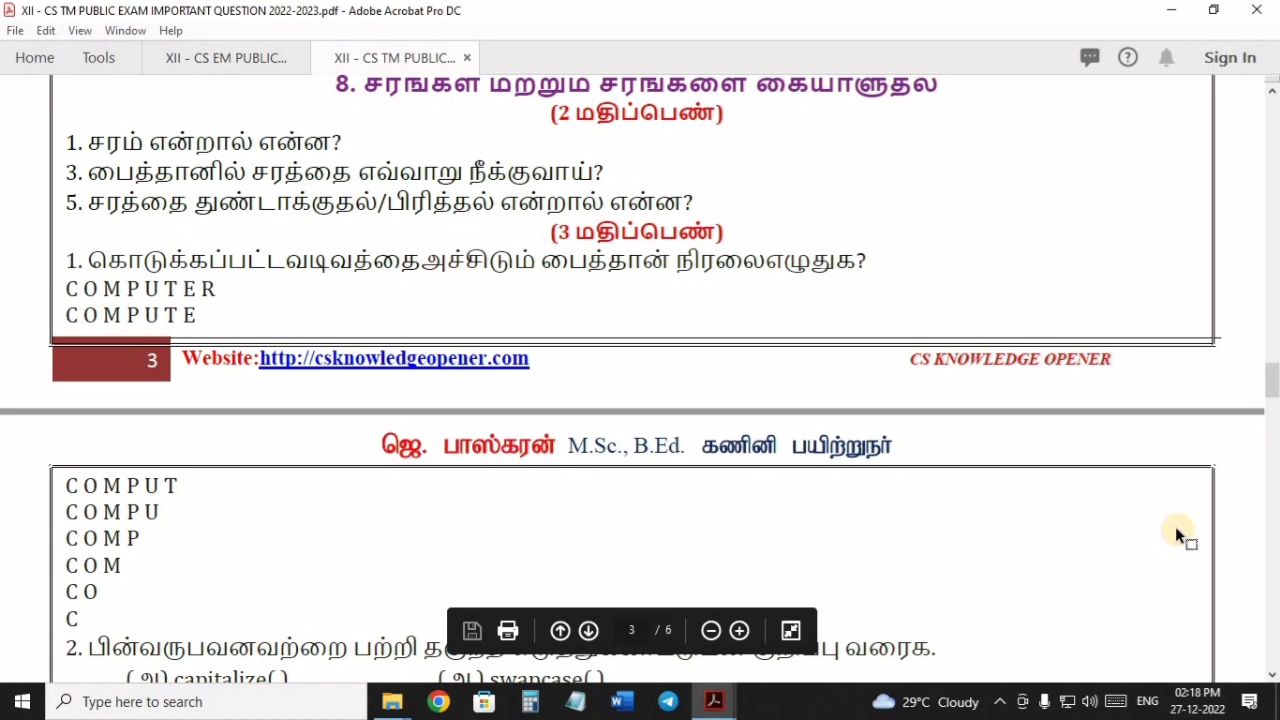 XII - CS TM PUBLIC EXAM IMPORTANT QUESTION 2022-2023.pdf - Adobe Acrobat Pro DC
File Edit View Window Help
Home Tools XII - CS EM PUBLIC... XII - CS TM PUBLIC... × Sign In
8. சரங்கள் மற்றும் சரங்களை கையாளுதல்
(2 மதிப்பெண்)
1. சரம் என்றால் என்ன?
3. பைத்தானில் சரத்தை எவ்வாறு நீக்குவாய்?
5. சரத்தை துண்டாக்குதல்/பிரித்தல் என்றால் என்ன?
(3 மதிப்பெண்)
1. கொடுக்கப்பட்டவடிவத்தைஅச்சிடும் பைத்தான் நிரலைஎழுதுக?
C O M P U T E R
C O M P U T E
3 Website:http://csknowledgeopener.com CS KNOWLEDGE OPENER
ஜெ. பாஸ்கரன் M.Sc., B.Ed. கணினி பயிற்றுநர்
C O M P U T
C O M P U
C O M P
C O M
C O
C
3 / 6
2. பின்வருபவனவற்றை பற்றி வரைக.
(அ) capitalize( ) (ஆ) swapcase( )
Type here to search 29°C Cloudy ENG 02:18 PM
27-12-2022